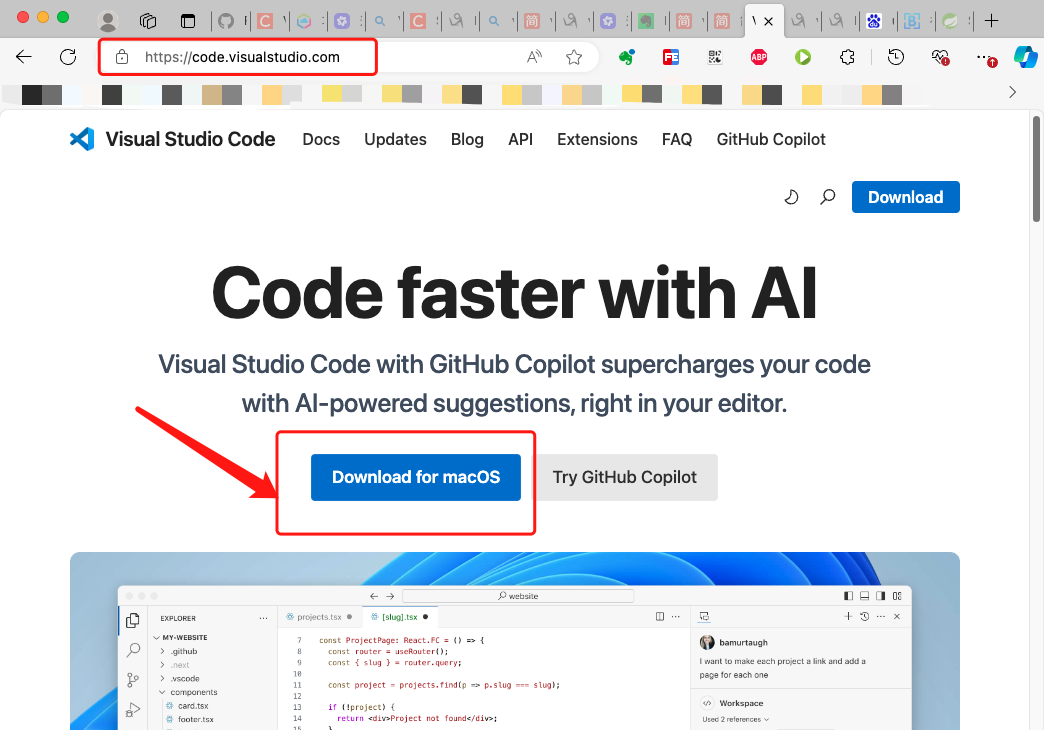 https://code.visualstudio.com
A
FE
ABP
Visual Studio Code
Docs
Updates
Blog
API
Extensions
FAQ
GitHub Copilot
Download
Code faster with AI
Visual Studio Code with GitHub Copilot supercharges your code
with AI-powered suggestions, right in your editor.
Download for macOS
Try GitHub Copilot
website
EXPLORER
MY-WEBSITE
.github
.next
.vscode
components
card.tsx
footer.tsx
projects.tsx
[slug].tsx
7 const ProjectPage: React.FC = () => {
8 const router = useRouter();
9 const { slug } = router.query;
10
11 const project = projects.find(p => p.slug === slug);
12
13 if (!project) {
14 return <div>Project not found</div>;
15 }
bamurtaugh
I want to make each project a link and add a
page for each one
Workspace
Used 2 references